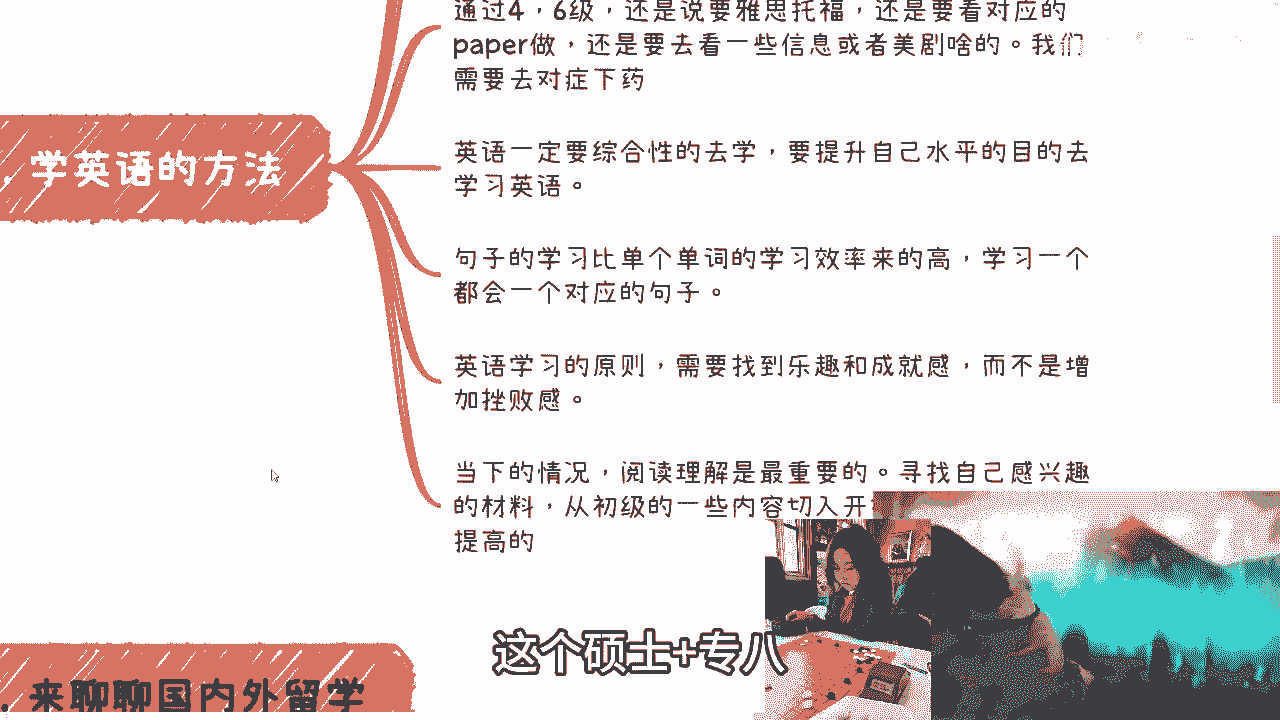 通过4，6级，还是说要雅思托福，还是要看对应的
paper做，还是要去看一些信息或者美剧啥的。我们
需要去对症下药
. 学英语的方法
英语一定要综合性的去学，要提升自己水平的目的去
学习英语。
句子的学习比单个单词的学习效率来的高，学习一个
都会一个对应的句子。
英语学习的原则，需要找到乐趣和成就感，而不是增
加挫败感。
当下的情况，阅读理解是最重要的。寻找自己感兴趣
的材料，从初级的一些内容切入开
提高的
这个硕士+专八
. 来聊聊国内外留学